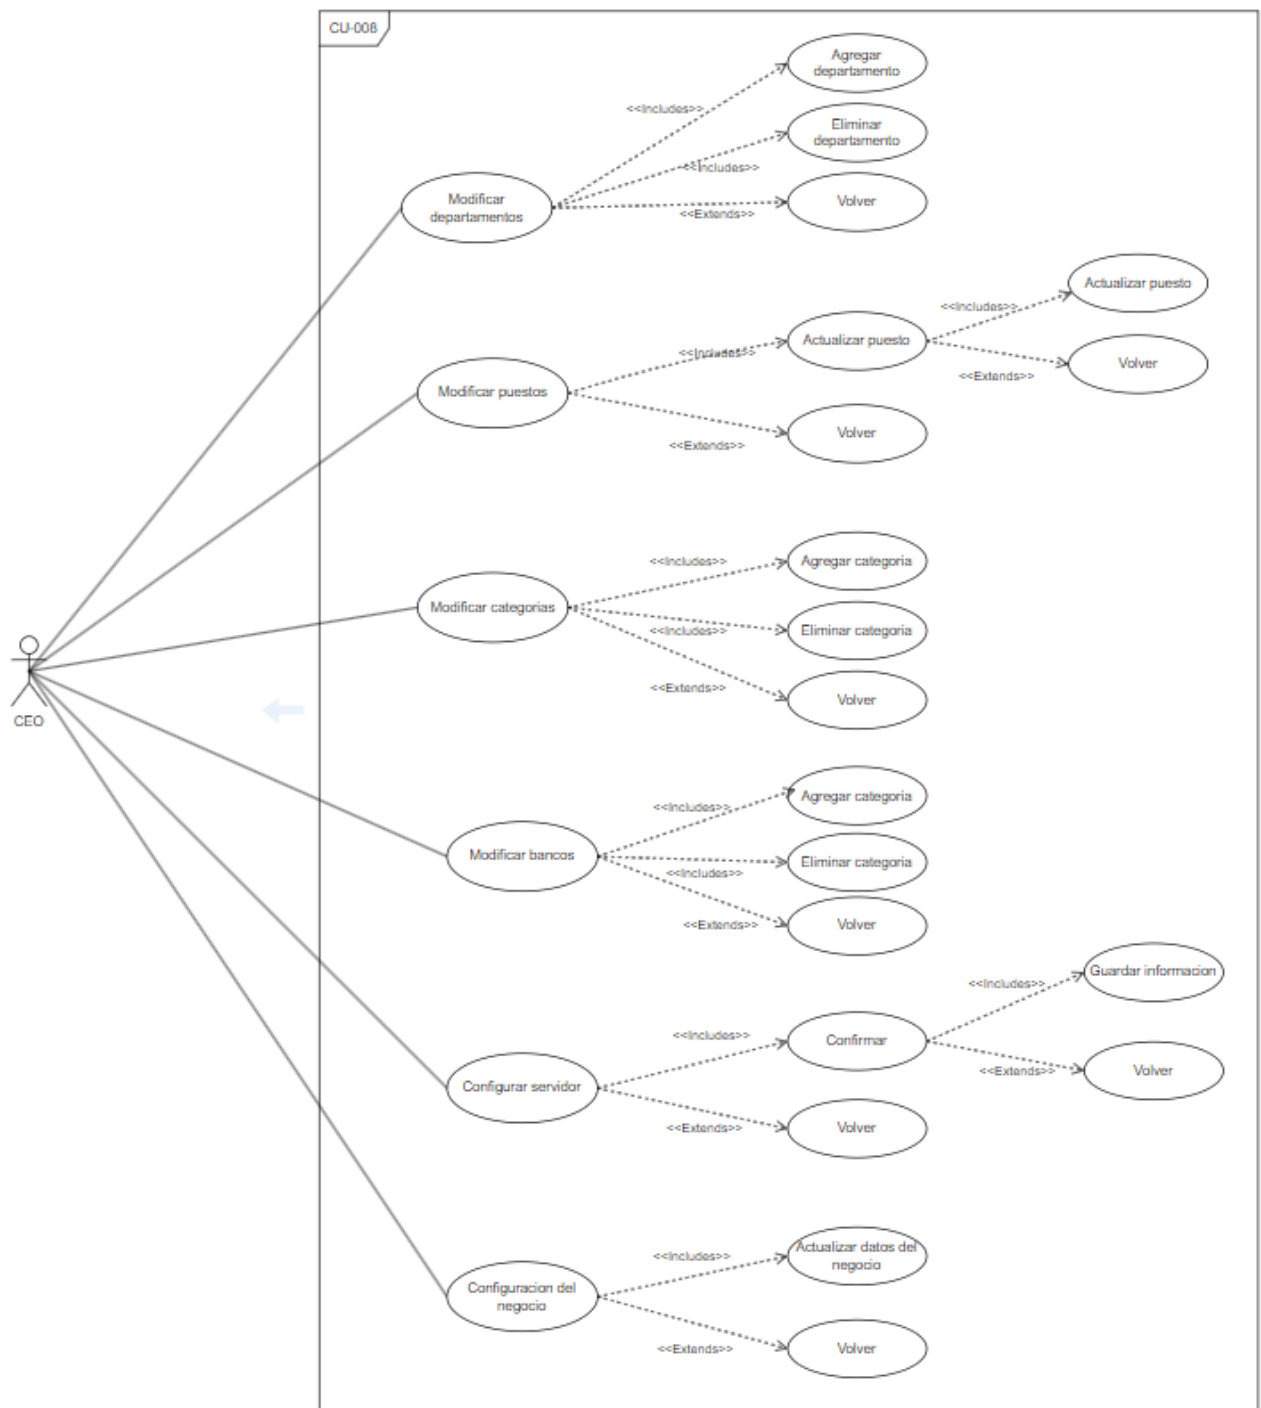 CU-008
Agregar
departamento
<<Includes>>
Eliminar
departamento
<<Includes>>
Modificar
departamentos
Volver
<<Extends>>
Actualizar puesto
<<Includes>>
Actualizar puesto
<<Includes>>
Volver
<<Extends>>
Modificar puestos
Volver
<<Extends>>
Agregar categoria
<<Includes>>
Modificar categorias
Eliminar categoria
<<Includes>>
<<Extends>>
Volver
CEO
Agregar categoria
<<Includes>>
Modificar bancos
Eliminar categoria
<<Includes>>
Volver
<<Extends>>
Guardar informacion
<<Includes>>
<<Includes>>
Confirmar
Volver
<<Extends>>
Configurar servidor
Volver
<<Extends>>
Actualizar datos del
negocio
<<Includes>>
Configuracion del
negocio
Volver
<<Extends>>